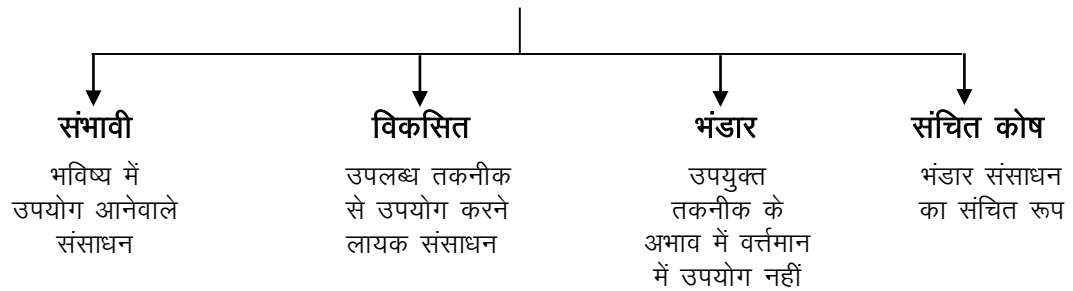 संभावी
भविष्य में
उपयोग आनेवाले
संसाधन
विकसित
उपलब्ध तकनीक
से उपयोग करने
लायक संसाधन
भंडार
उपयुक्त
तकनीक के
अभाव में वर्त्तमान
में उपयोग नहीं
संचित कोष
भंडार संसाधन
का संचित रूप